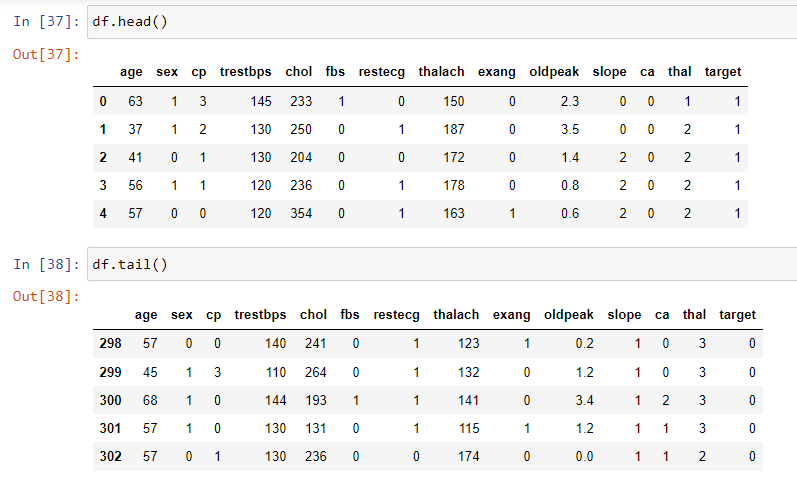 In [37]: df.head()
Out[37]:
age sex cp trestbps chol fbs restecg thalach exang oldpeak slope ca thal target
0 63 1 3 145 233 1 0 150 0 2.3 0 0 1 1
1 37 1 2 130 250 0 1 187 0 3.5 0 0 2 1
2 41 0 1 130 204 0 0 172 0 1.4 2 0 2 1
3 56 1 1 120 236 0 1 178 0 0.8 2 0 2 1
4 57 0 0 120 354 0 1 163 1 0.6 2 0 2 1
In [38]: df.tail()
Out[38]:
age sex cp trestbps chol fbs restecg thalach exang oldpeak slope ca thal target
298 57 0 0 140 241 0 1 123 1 0.2 1 0 3 0
299 45 1 3 110 264 0 1 132 0 1.2 1 0 3 0
300 68 1 0 144 193 1 1 141 0 3.4 1 2 3 0
301 57 1 0 130 131 0 1 115 1 1.2 1 1 3 0
302 57 0 1 130 236 0 0 174 0 0.0 1 1 2 0